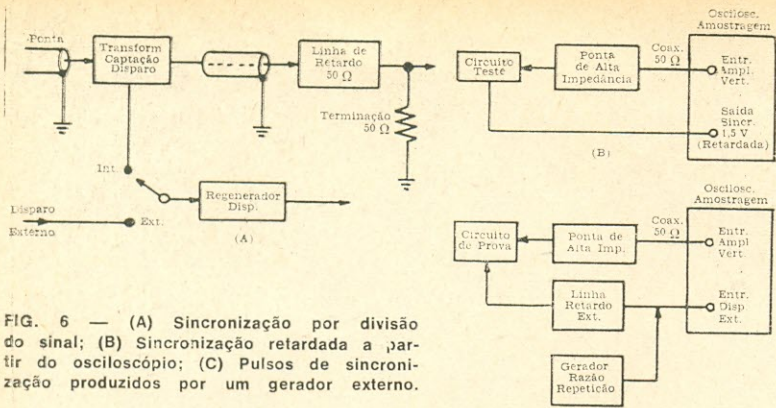 Ponta
Transform
Captação
Disparo
Linha de
Retardo
50 Ω
Terminação
50 Ω
Int.
Regenerador
Disp.
Disparo
Externo
Ext.
(A)
Oscilosc.
Amostragem
Circuito
Teste
Ponta
de Alta
Impedância
Coax.
50 Ω
Entr.
Ampl.
Vert.
Saída
Sincr.
1,5 V
(Retardada)
(B)
Oscilosc.
Amostragem
Circuito
de Prova
Ponta de
Alta Imp.
Coax.
50 Ω
Entr.
Ampl
Vert.
Linha
Retardo
Ext.
Entr.
Disp
Ext.
Gerador
Razão
Repetição
FIG. 6 — (A) Sincronização por divisão
do sinal; (B) Sincronização retardada a par-
tir do osciloscópio; (C) Pulsos de sincroni-
zação produzidos por um gerador externo.